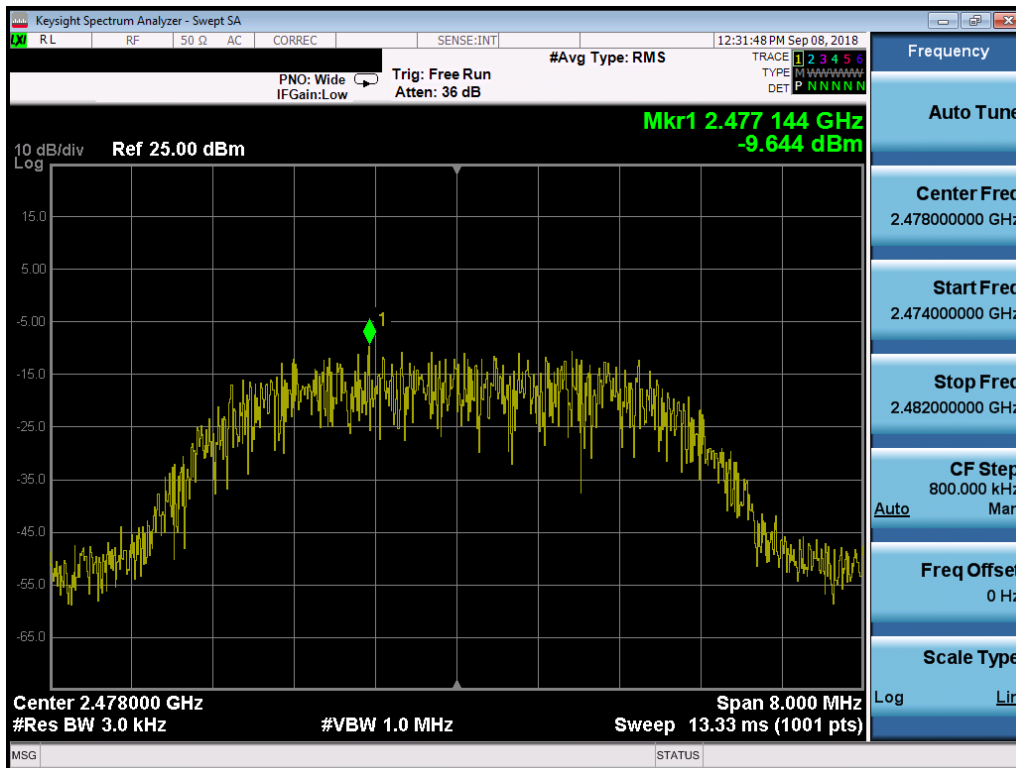 Keysight Spectrum Analyzer - Swept SA
LXI RL RF 50 Ω AC CORREC SENSE:INT 12:31:48 PM Sep 08, 2018
#Avg Type: RMS
TRACE 1 2 3 4 5 6
TYPE M W W W W W
DET P N N N N N
PNO: Wide
IFGain:Low
Trig: Free Run
Atten: 36 dB
Mkr1 2.477 144 GHz
-9.644 dBm
10 dB/div
Log
Ref 25.00 dBm
15.0
5.00
-5.00
-15.0
-25.0
-35.0
-45.0
-55.0
-65.0
1
Center 2.478000 GHz
Span 8.000 MHz
#Res BW 3.0 kHz
#VBW 1.0 MHz
Sweep 13.33 ms (1001 pts)
MSG
STATUS
Frequency
Auto Tune
Center Freq
2.478000000 GHz
Start Freq
2.474000000 GHz
Stop Freq
2.482000000 GHz
CF Step
800.000 kHz
Auto Man
Freq Offset
0 Hz
Scale Type
Log Lin